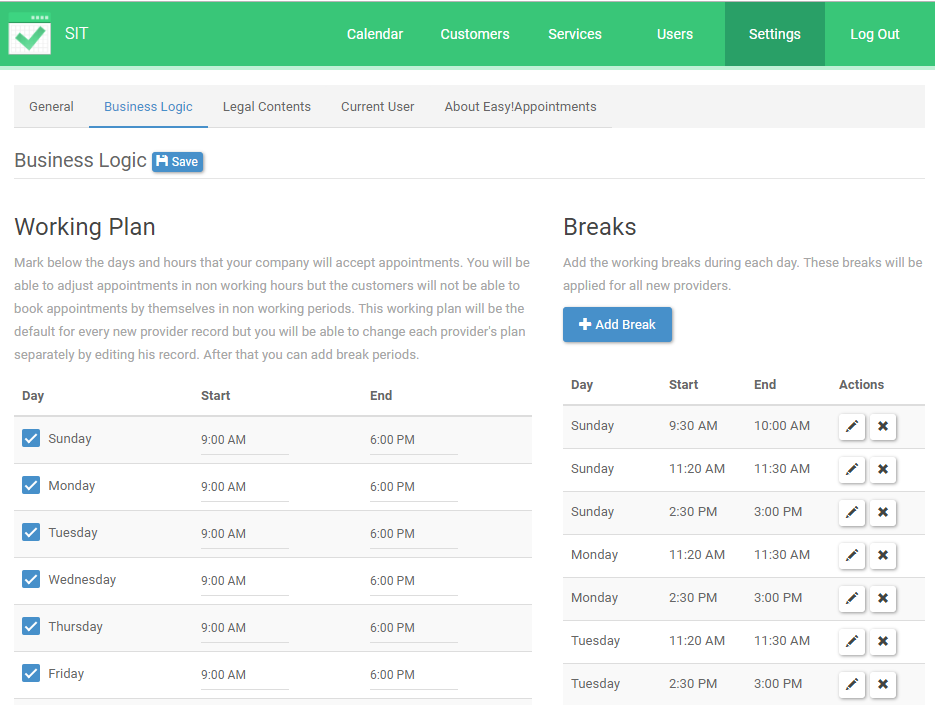 SIT Calendar Customers Services Users Settings Log Out
General Business Logic Legal Contents Current User About Easy!Appointments
Business Logic Save
Working Plan
Mark below the days and hours that your company will accept appointments. You will be
able to adjust appointments in non working hours but the customers will not be able to
book appointments by themselves in non working periods. This working plan will be the
default for every new provider record but you will be able to change each provider's plan
separately by editing his record. After that you can add break periods.
Day Start End
Sunday 9:00 AM 6:00 PM
Monday 9:00 AM 6:00 PM
Tuesday 9:00 AM 6:00 PM
Wednesday 9:00 AM 6:00 PM
Thursday 9:00 AM 6:00 PM
Friday 9:00 AM 6:00 PM
Breaks
Add the working breaks during each day. These breaks will be
applied for all new providers.
Add Break
Day Start End Actions
Sunday 9:30 AM 10:00 AM
Sunday 11:20 AM 11:30 AM
Sunday 2:30 PM 3:00 PM
Monday 11:20 AM 11:30 AM
Monday 2:30 PM 3:00 PM
Tuesday 11:20 AM 11:30 AM
Tuesday 2:30 PM 3:00 PM